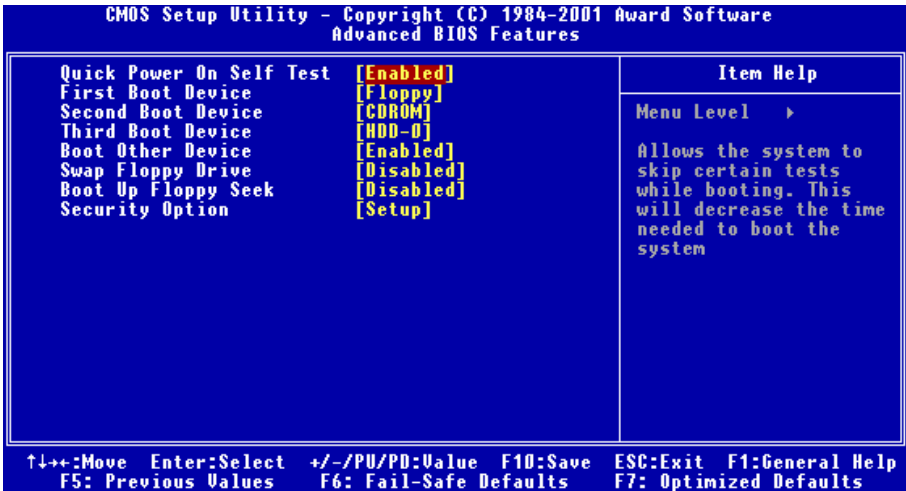 CMOS Setup Utility - Copyright (C) 1984-2001 Award Software
Advanced BIOS Features
Quick Power On Self Test [Enabled]
First Boot Device [Floppy]
Second Boot Device [CDROM]
Third Boot Device [HDD-0]
Boot Other Device [Enabled]
Swap Floppy Drive [Disabled]
Boot Up Floppy Seek [Disabled]
Security Option [Setup]
Item Help
Menu Level ▸
Allows the system to
skip certain tests
while booting. This
will decrease the time
needed to boot the
system
↑↓→←:Move Enter:Select +/-/PU/PD:Value F10:Save ESC:Exit F1:General Help
F5: Previous Values F6: Fail-Safe Defaults F7: Optimized Defaults